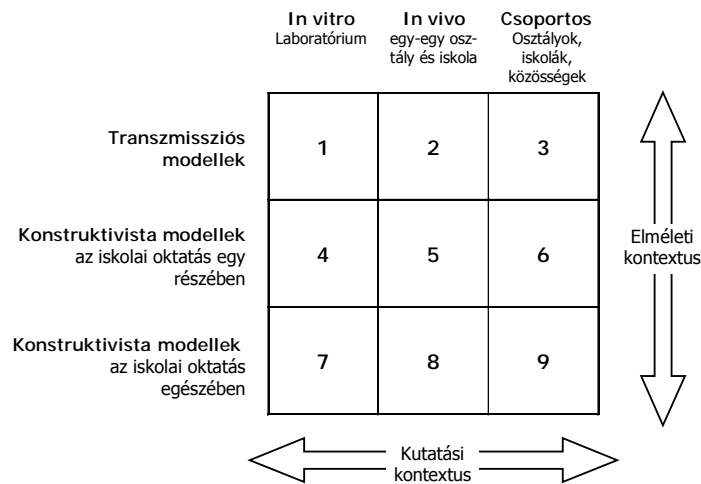 In vitro
Laboratórium
In vivo
egy-egy osz-
tály és iskola
Csoportos
Osztályok,
iskolák,
közösségek
Transzmissziós
modellek
1 2 3
Konstruktivista modellek
az iskolai oktatás egy
részében
4 5 6
Elméleti
kontextus
Konstruktivista modellek
az iskolai oktatás
egészében
7 8 9
Kutatási
kontextus